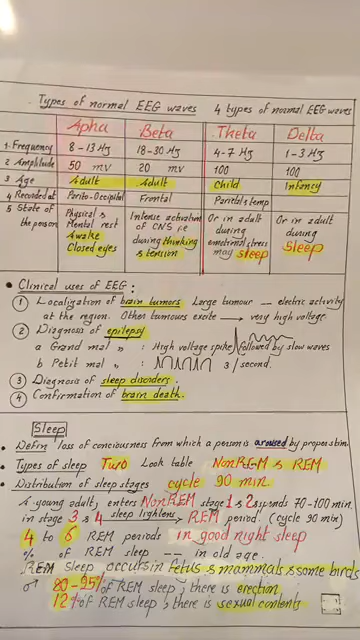 Types of normal EEG waves 4 types of normal EEG waves
Apha Beta Theta Delta
1. Frequency 8-13 Hz 18-30 Hz 4-7 Hz 1-3 Hz
2 Amplitude 50 mv 20 mv 100 100
3 Age Adult Adult Child Infancy
4 Recorded at Parito-Occipital Frontal Parietal & temp
5 State of the person Physical & Mental rest Awake Closed eyes Intense activation of CNS i.e during thinking & tension Or in adult during emotional stress may sleep Or in adult during Sleep
• Clinical uses of EEG:
① Localization of brain tumors Large tumour — electric activity
at the region. Other tumours excite → very high voltage.
② Diagnosis of epilepsy
a Grand mal " : High voltage spike followed by slow waves
b Petit mal " : 3/second.
③ Diagnosis of sleep disorders.
④ Confirmation of brain death.
Sleep
• Defin loss of conciousness from which a person is aroused by proper stim
• Types of sleep Two Look table NonREM & REM
• Distribution of sleep stages cycle 90 min
A young adult, enters NonREM stage 1 & 2 spends 70-100 min.
in stage 3 & 4 sleep lightens → REM period. (cycle 90 min)
4 to 6 REM periods in good night sleep
% of REM sleep -- in old age.
REM Sleep occurs in fetus & mammals & some birds
80-95% of REM sleep; there is erection
12% of REM sleep; there is sexual contents